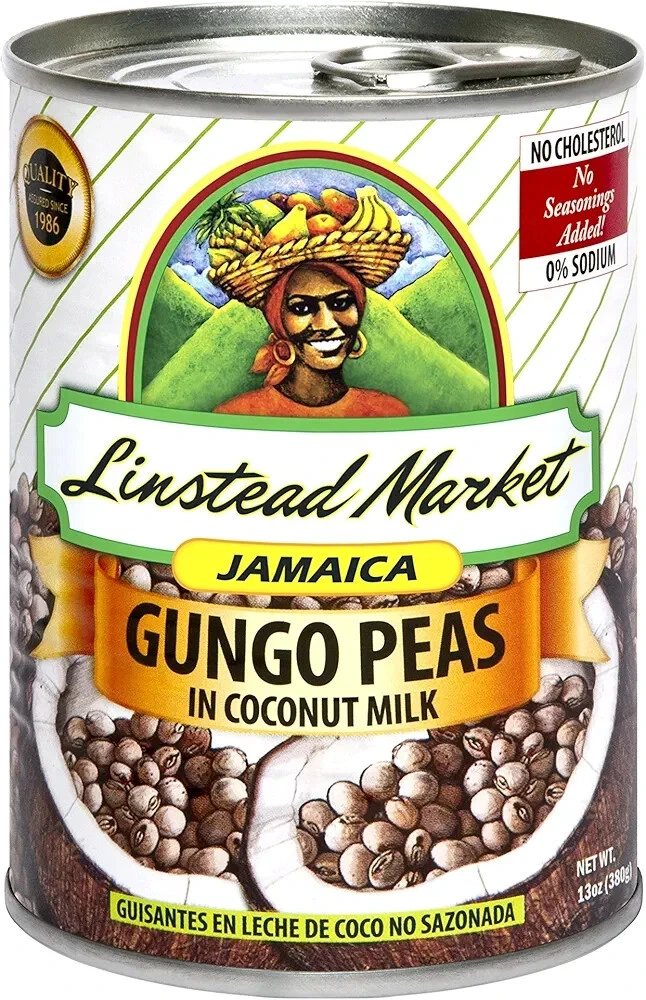 QUALITY
ASSURED SINCE
1986
NO CHOLESTEROL
No
Seasonings
Added!
0% SODIUM
Linstead Market
JAMAICA
GUNGO PEAS
IN COCONUT MILK
NET WT.
13oz (380g)
GUISANTES EN LECHE DE COCO NO SAZONADA